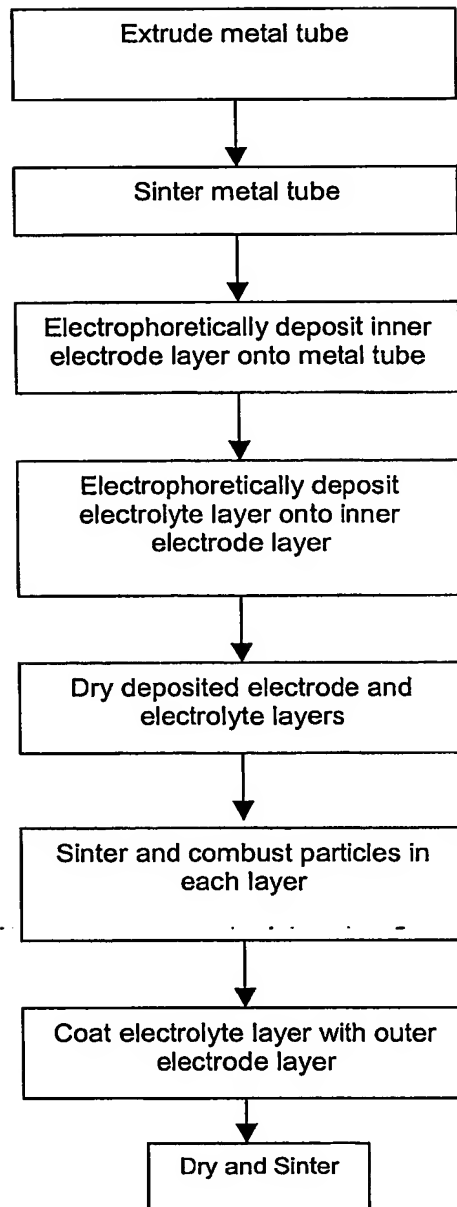 Extrude metal tube
Sinter metal tube
Electrophoretically deposit inner
electrode layer onto metal tube
Electrophoretically deposit
electrolyte layer onto inner
electrode layer
Dry deposited electrode and
electrolyte layers
Sinter and combust particles in
each layer
Coat electrolyte layer with outer
electrode layer
Dry and Sinter